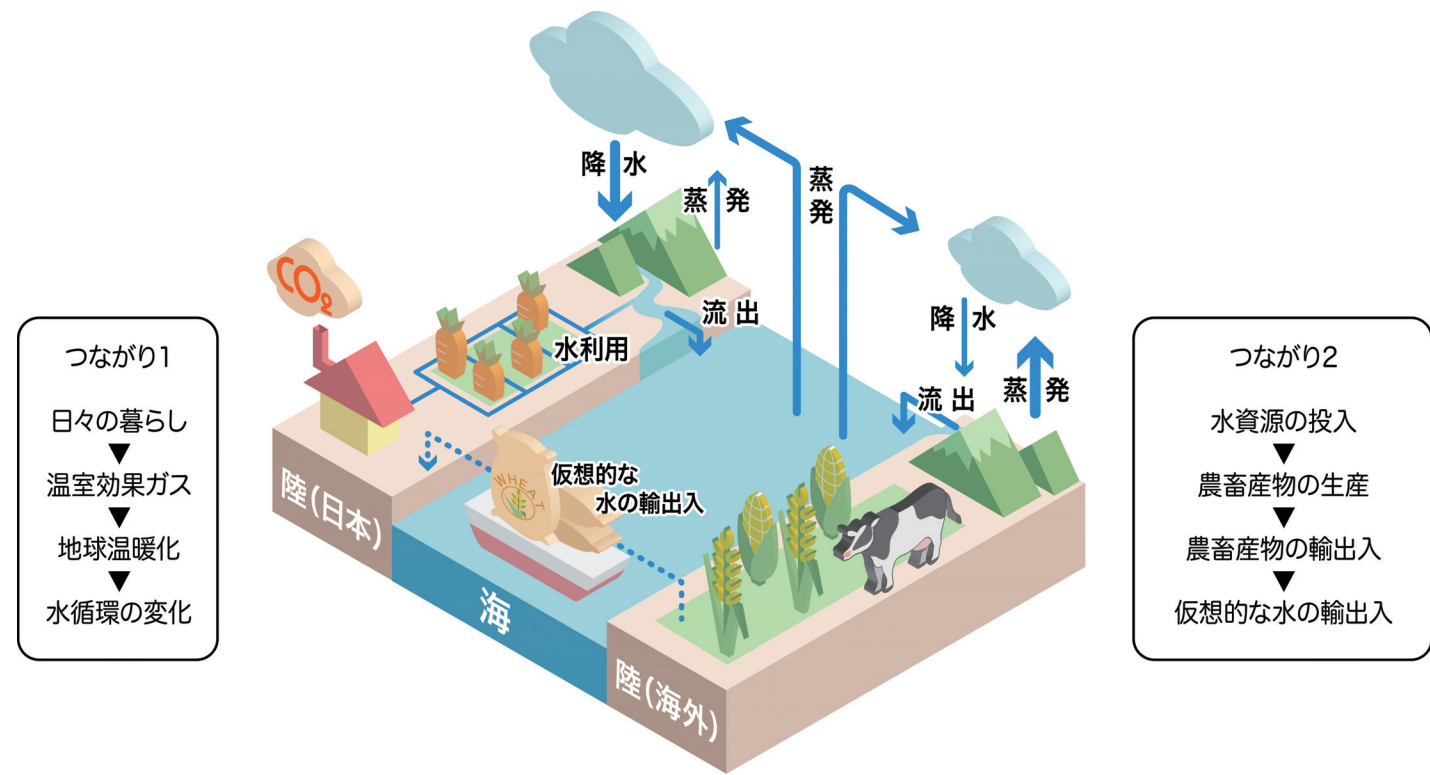 降水
蒸発
蒸発
CO2
流出
降水
水利用
流出
蒸発
つながり1
日々の暮らし
▼
温室効果ガス
▼
地球温暖化
▼
水循環の変化
つながり2
水資源の投入
▼
農畜産物の生産
▼
農畜産物の輸出入
▼
仮想的な水の輸出入
WHEAT
仮想的な
水の輸出入
陸(日本)
海
陸(海外)